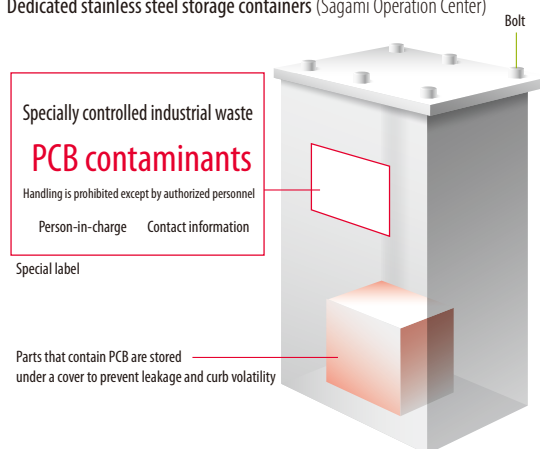 Dedicated stainless steel storage containers (Sagami Operation Center)
Bolt
Specially controlled industrial waste
PCB contaminants
Handling is prohibited except by authorized personnel
Person-in-charge Contact information
Special label
Parts that contain PCB are stored
under a cover to prevent leakage and curb volatility